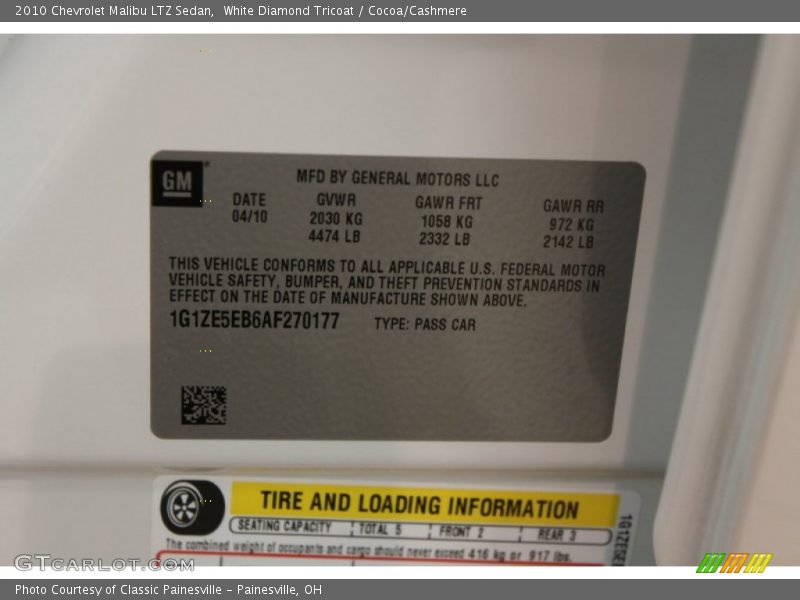 2010 Chevrolet Malibu LTZ Sedan, White Diamond Tricoat / Cocoa/Cashmere
GM
MFD BY GENERAL MOTORS LLC
DATE GVWR GAWR FRT GAWR RR
04/10 2030 KG 1058 KG 972 KG
4474 LB 2332 LB 2142 LB
THIS VEHICLE CONFORMS TO ALL APPLICABLE U.S. FEDERAL MOTOR
VEHICLE SAFETY, BUMPER, AND THEFT PREVENTION STANDARDS IN
EFFECT ON THE DATE OF MANUFACTURE SHOWN ABOVE.
1G1ZE5EB6AF270177 TYPE: PASS CAR
TIRE AND LOADING INFORMATION
SEATING CAPACITY TOTAL 5 FRONT 2 REAR 3
The combined weight of occupants and cargo should never exceed 416 kg or 917 lbs.
1G1ZE5E
GTcarlot.com
Photo Courtesy of Classic Painesville - Painesville, OH